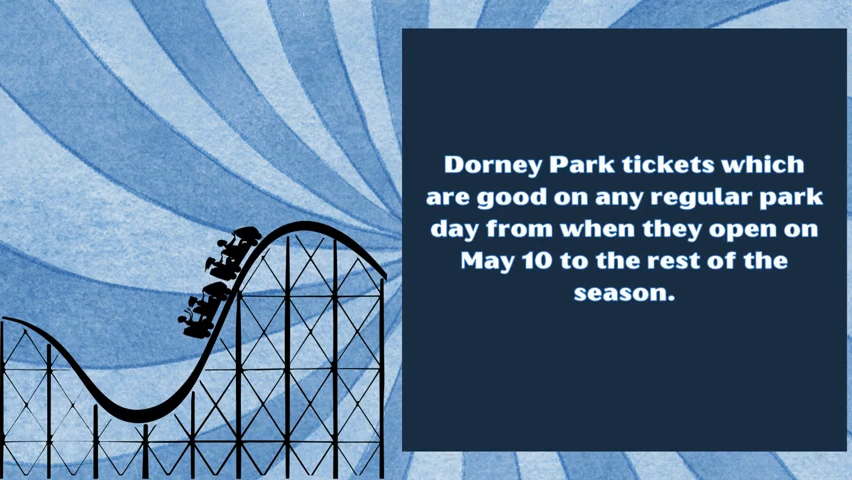 Dorney Park tickets which
are good on any regular park
day from when they open on
May 10 to the rest of the
season.